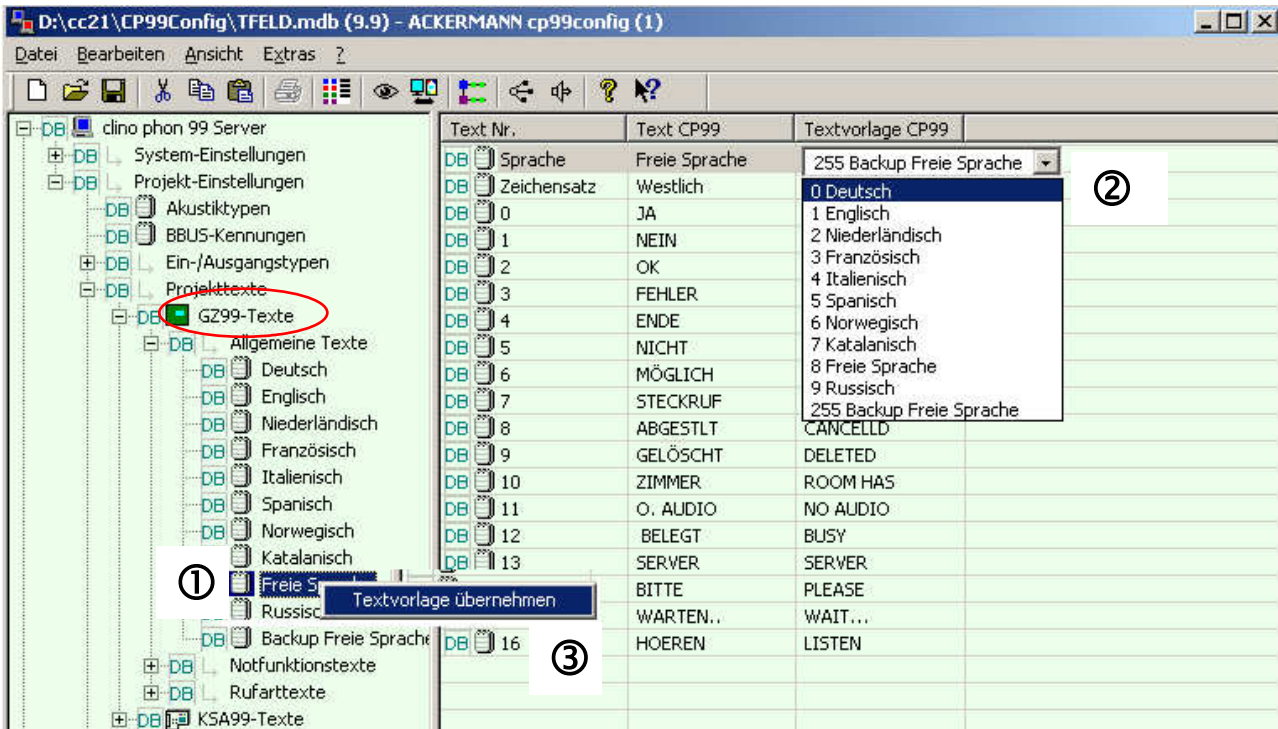 D:\cc21\CP99Config\TFELD.mdb (9.9) - ACKERMANN cp99config (1)
Datei Bearbeiten Ansicht Extras ?
DB clino phon 99 Server
DB System-Einstellungen
DB Projekt-Einstellungen
DB Akustiktypen
DB BBUS-Kennungen
DB Ein-/Ausgangstypen
DB Projekttexte
DB GZ99-Texte
DB Allgemeine Texte
DB Deutsch
DB Englisch
DB Niederländisch
DB Französisch
DB Italienisch
DB Spanisch
DB Norwegisch
Katalanisch
① Freie
Textvorlage übernehmen
DB Backup Freie Sprache
DB Notfunktionstexte
DB Rufarttexte
DB KSA99-Texte
Text Nr. Text CP99 Textvorlage CP99
DB Sprache Freie Sprache 255 Backup Freie Sprache
DB Zeichensatz Westlich
DB 0 JA
DB 1 NEIN
DB 2 OK
DB 3 FEHLER
DB 4 ENDE
DB 5 NICHT
DB 6 MÖGLICH
DB 7 STECKRUF
DB 8 ABGESTLT CANCELLD
DB 9 GELÖSCHT DELETED
DB 10 ZIMMER ROOM HAS
DB 11 O. AUDIO NO AUDIO
DB 12 BELEGT BUSY
DB 13 SERVER SERVER
BITTE PLEASE
WARTEN.. WAIT...
DB 16 HOEREN LISTEN
0 Deutsch
1 Englisch
2 Niederländisch
3 Französisch
4 Italienisch
5 Spanisch
6 Norwegisch
7 Katalanisch
8 Freie Sprache
9 Russisch
255 Backup Freie Sprache
②
③